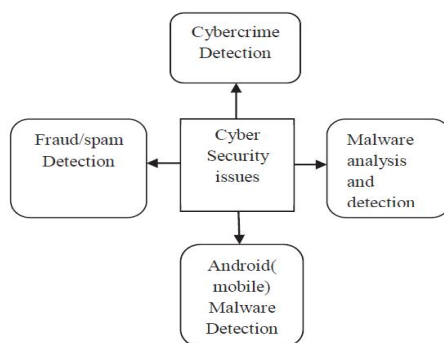 Cybercrime
Detection
Fraud/spam
Detection
Cyber
Security
issues
Malware
analysis
and
detection
Android(
mobile)
Malware
Detection